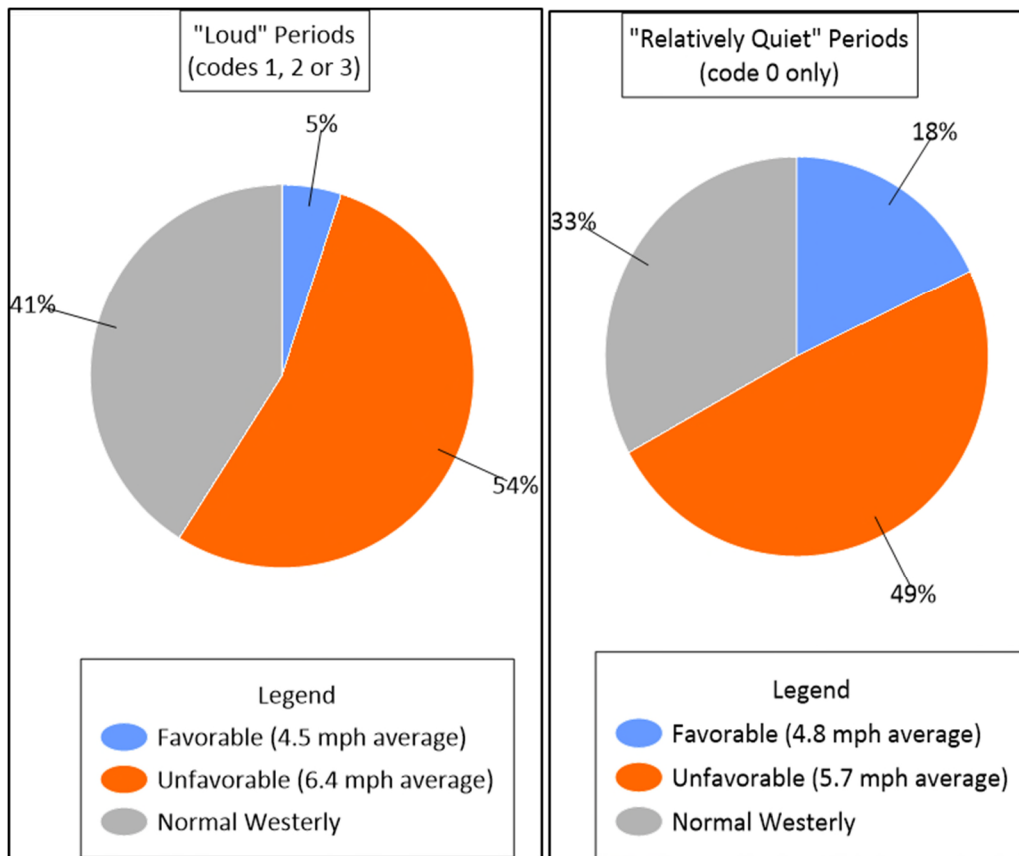 "Loud" Periods
(codes 1, 2 or 3)
5%
41%
54%
Legend
Favorable (4.5 mph average)
Unfavorable (6.4 mph average)
Normal Westerly
"Relatively Quiet" Periods
(code 0 only)
18%
33%
49%
Legend
Favorable (4.8 mph average)
Unfavorable (5.7 mph average)
Normal Westerly